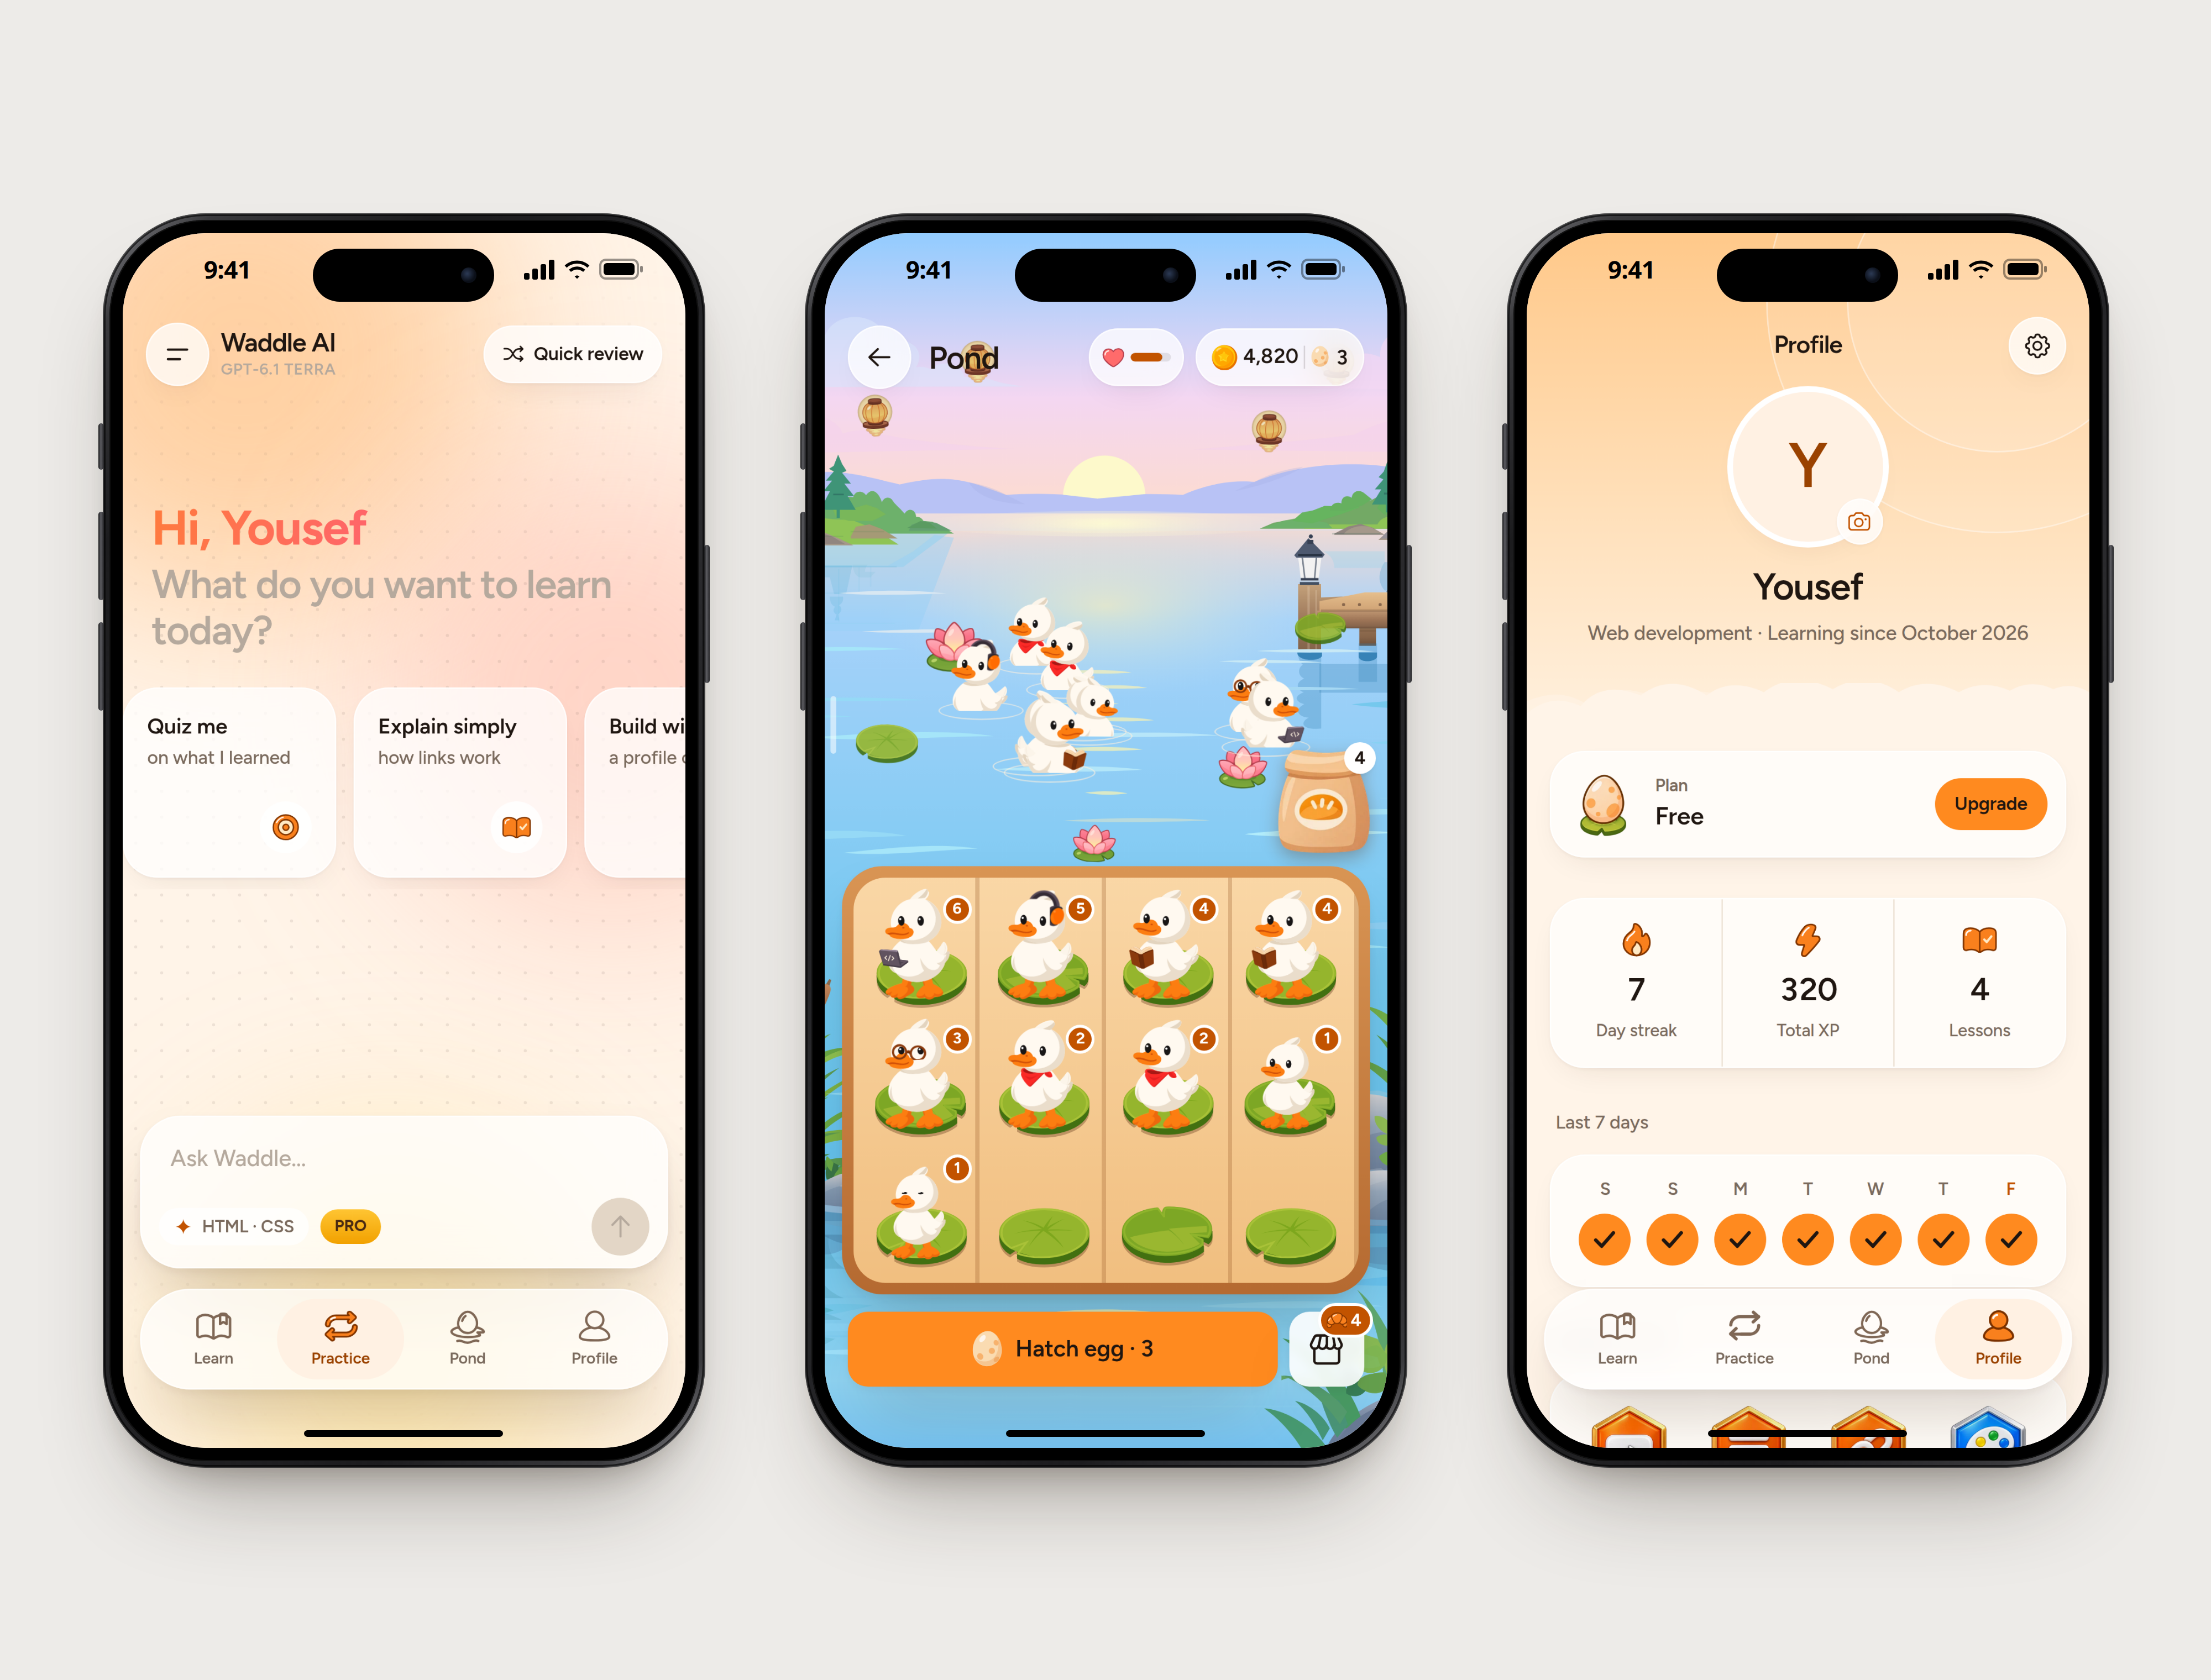 9:41
Waddle AI
GPT-6.1 TERRA
Quick review
Hi, Yousef
What do you want to learn
today?
Quiz me
on what I learned
Explain simply
how links work
Build wi
a profile
Ask Waddle...
HTML · CSS
PRO
Learn
Practice
Pond
Profile
9:41
Pond
4,820
3
4
6
5
4
4
3
2
2
1
1
Hatch egg · 3
4
9:41
Profile
Y
Yousef
Web development · Learning since October 2026
Plan
Free
Upgrade
7
320
4
Day streak
Total XP
Lessons
Last 7 days
S S M T W T F
Learn
Practice
Pond
Profile